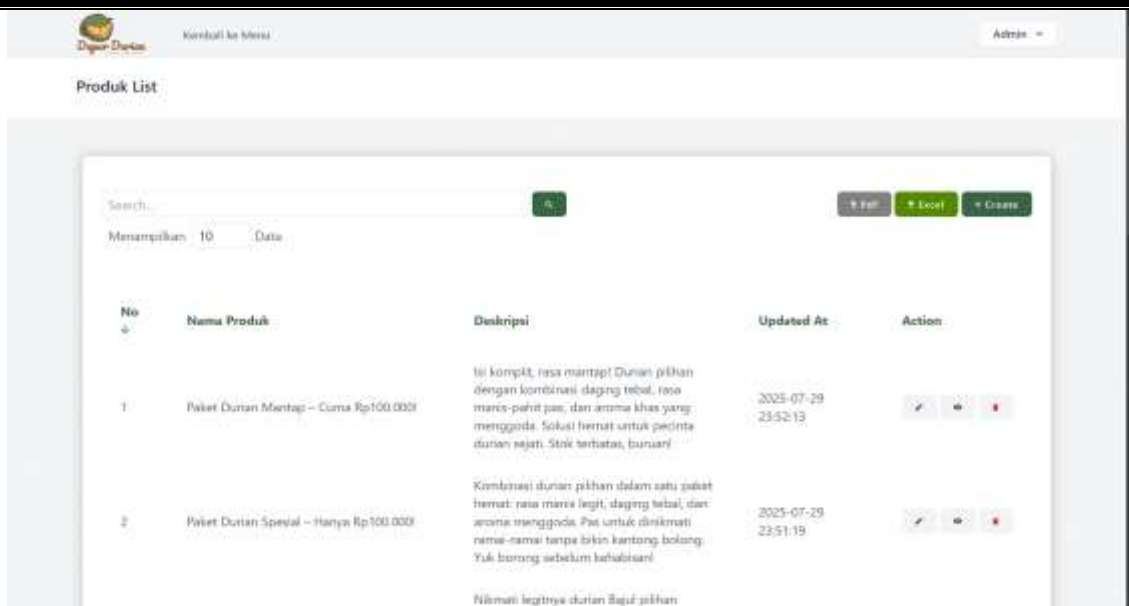 Dapur Durian
Kembali ke Menu
Admin
Produk List
Search...
Pdf
Excel
+ Create
Menampilkan 10 Data
No
Nama Produk
Deskripsi
Updated At
Action
1
Paket Durian Mantap – Cuma Rp100.000!
Isi komplit, rasa mantap! Durian pilihan
dengan kombinasi daging tebal, rasa
manis-pahit pas, dan aroma khas yang
menggoda. Solusi hemat untuk pecinta
durian sejati. Stok terbatas, buruan!
2025-07-29
23:52:13
2
Paket Durian Spesial – Hanya Rp100.000!
Kombinasi durian pilihan dalam satu paket
hemat: rasa manis legit, daging tebal, dan
aroma menggoda. Pas untuk dinikmati
ramai-ramai tanpa bikin kantong bolong.
Yuk borong sebelum kehabisan!
2025-07-29
23:51:19
Nikmati legitnya durian Bajul pilihan